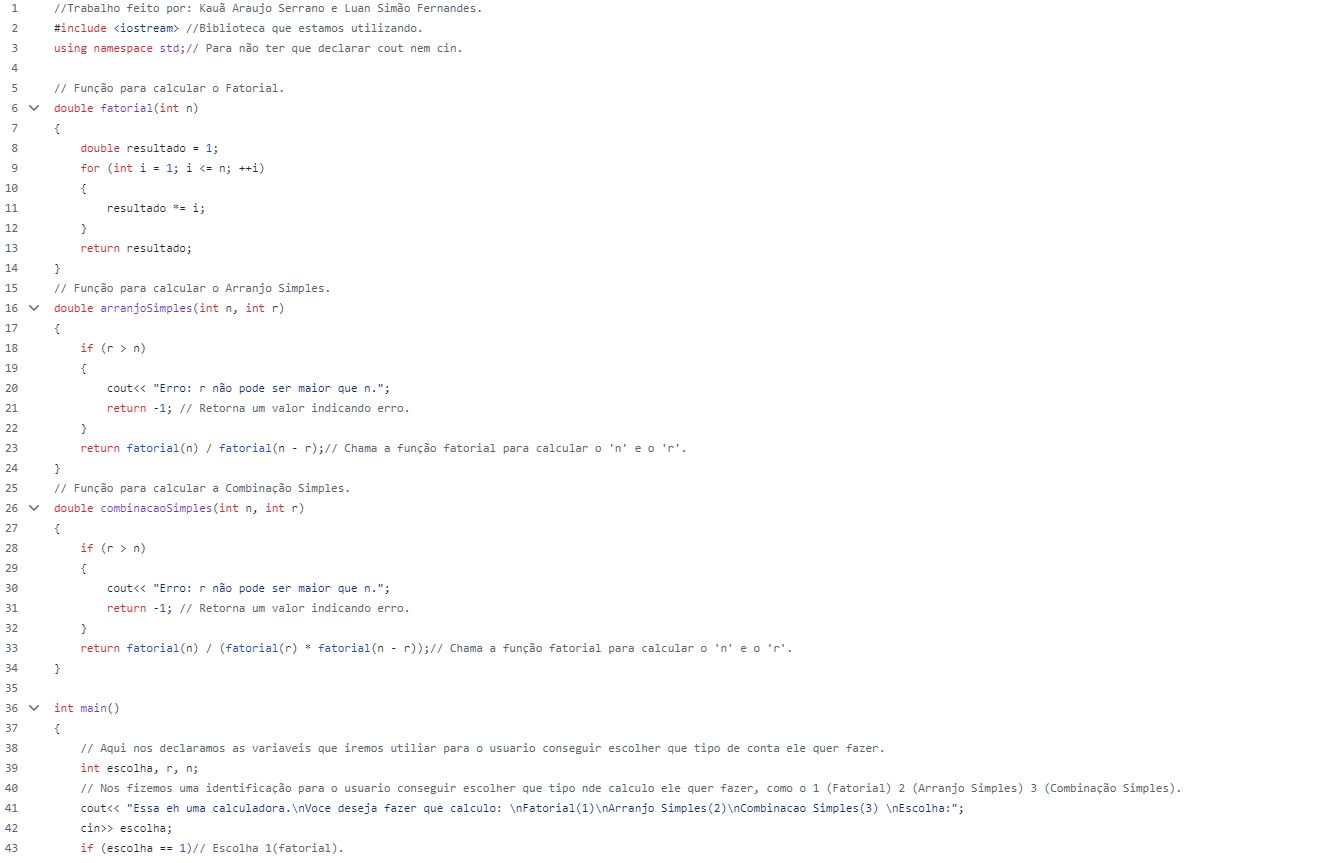 1 //Trabalho feito por: Kauã Araujo Serrano e Luan Simão Fernandes.
2 #include <iostream> //Biblioteca que estamos utilizando.
3 using namespace std;// Para não ter que declarar cout nem cin.
4
5 // Função para calcular o Fatorial.
6 double fatorial(int n)
7 {
8 double resultado = 1;
9 for (int i = 1; i <= n; ++i)
10 {
11 resultado *= i;
12 }
13 return resultado;
14 }
15 // Função para calcular o Arranjo Simples.
16 double arranjoSimples(int n, int r)
17 {
18 if (r > n)
19 {
20 cout<< "Erro: r não pode ser maior que n.";
21 return -1; // Retorna um valor indicando erro.
22 }
23 return fatorial(n) / fatorial(n - r);// Chama a função fatorial para calcular o 'n' e o 'r'.
24 }
25 // Função para calcular a Combinação Simples.
26 double combinacaoSimples(int n, int r)
27 {
28 if (r > n)
29 {
30 cout<< "Erro: r não pode ser maior que n.";
31 return -1; // Retorna um valor indicando erro.
32 }
33 return fatorial(n) / (fatorial(r) * fatorial(n - r));// Chama a função fatorial para calcular o 'n' e o 'r'.
34 }
35
36 int main()
37 {
38 // Aqui nos declaramos as variaveis que iremos utiliar para o usuario conseguir escolher que tipo de conta ele quer fazer.
39 int escolha, r, n;
40 // Nos fizemos uma identificação para o usuario conseguir escolher que tipo nde calculo ele quer fazer, como o 1 (Fatorial) 2 (Arranjo Simples) 3 (Combinação Simples).
41 cout<< "Essa eh uma calculadora.\nVoce deseja fazer que calculo: \nFatorial(1)\nArranjo Simples(2)\nCombinacao Simples(3) \nEscolha:";
42 cin>> escolha;
43 if (escolha == 1)// Escolha 1(fatorial).